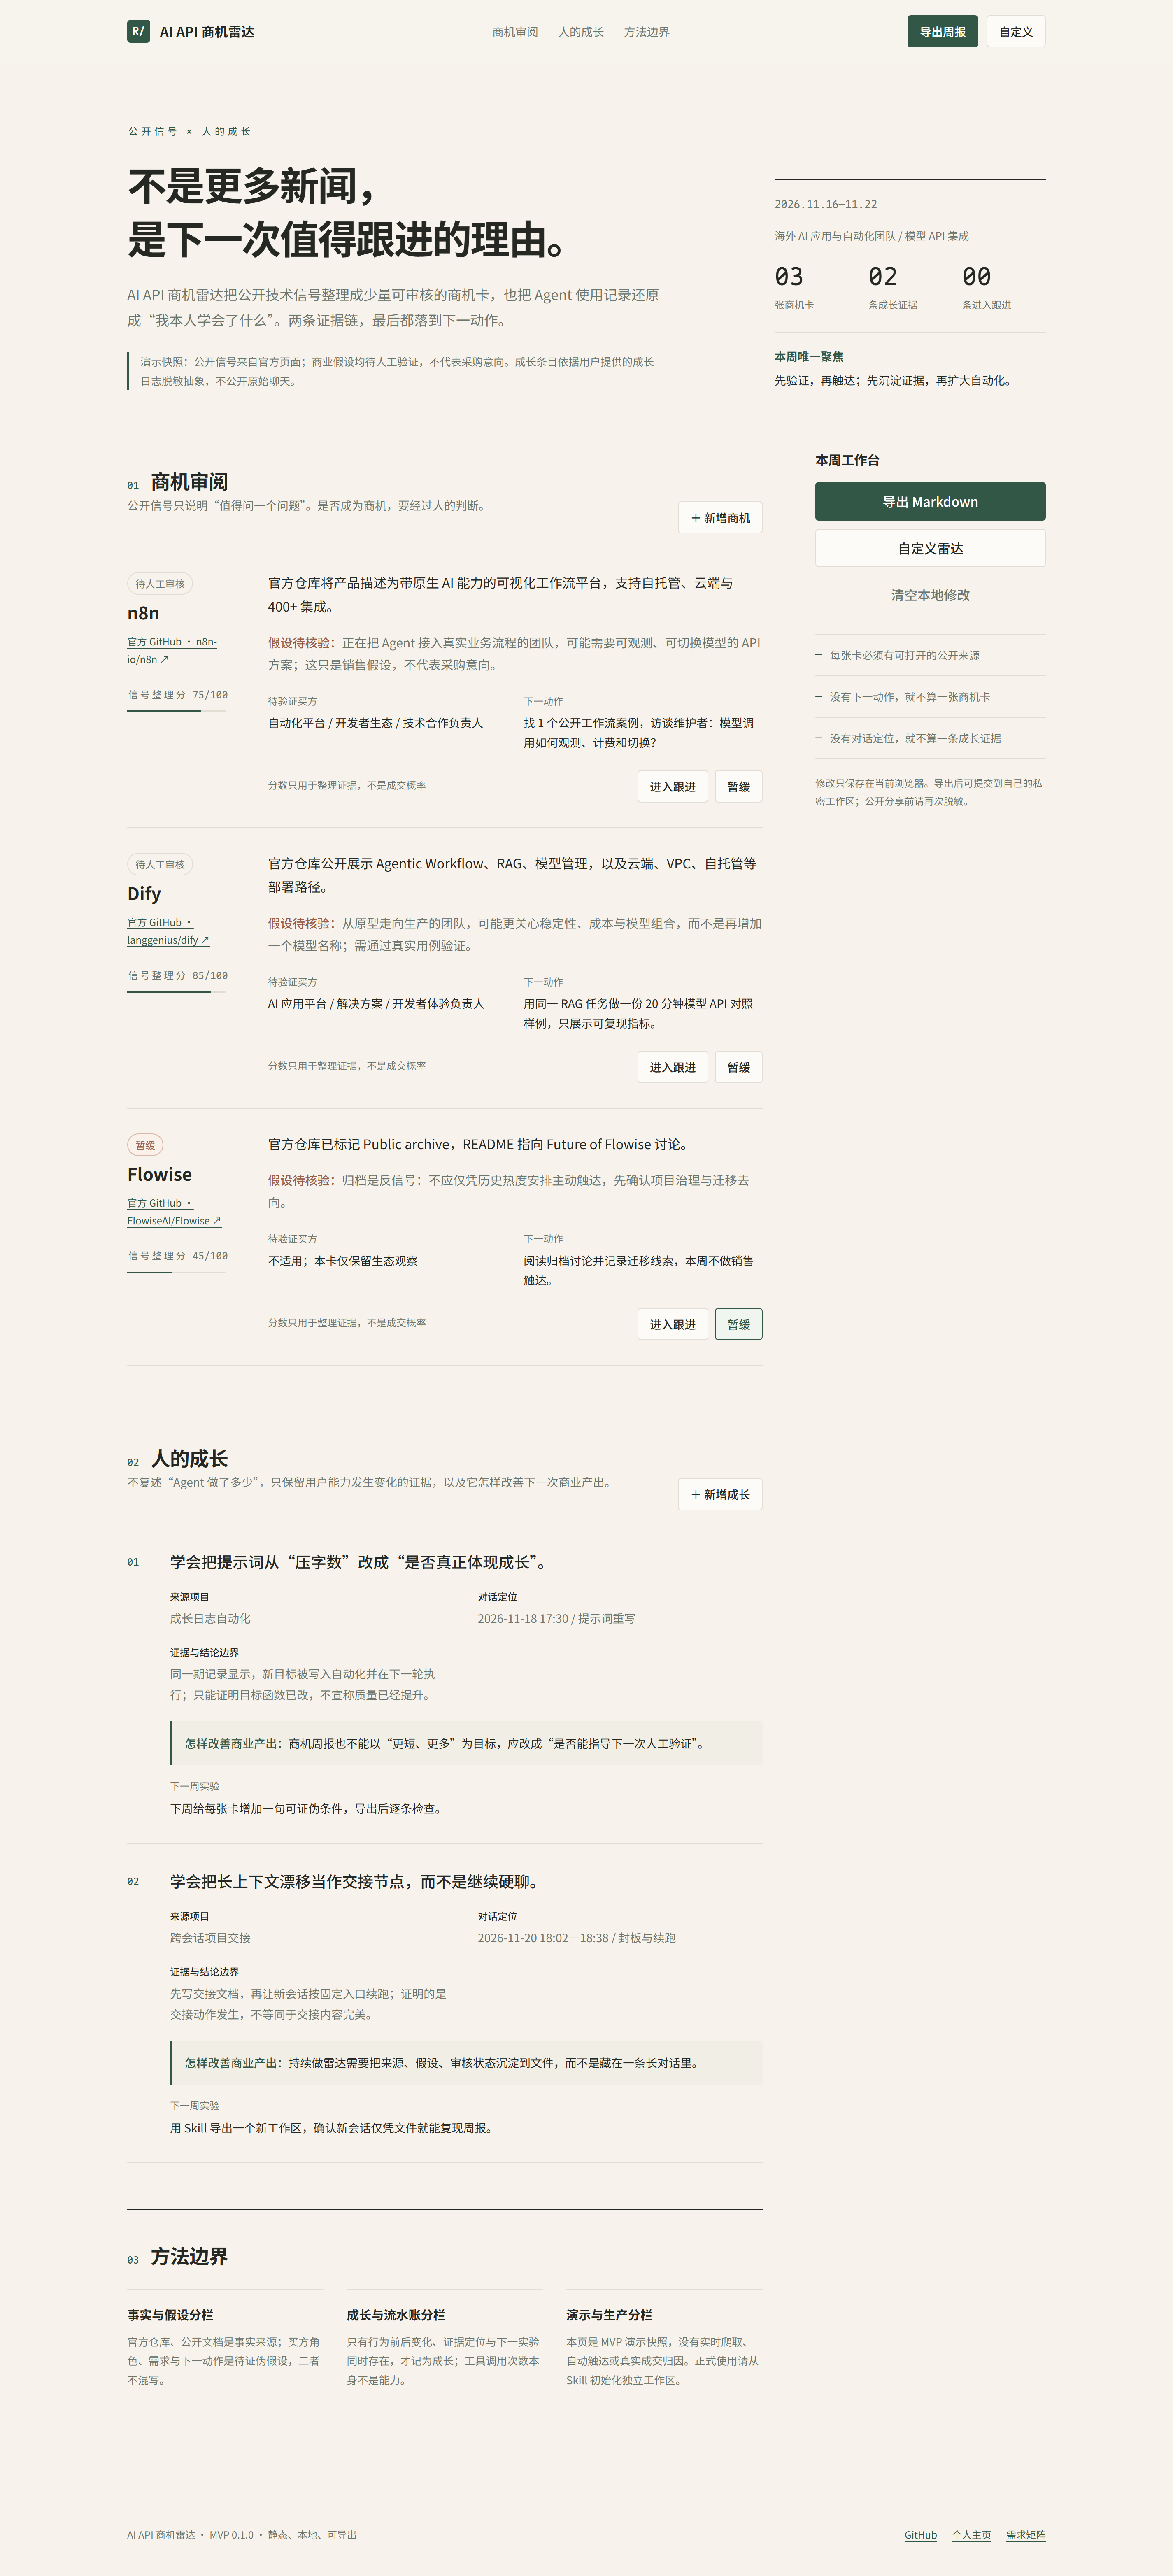 R/ AI API 商机雷达
商机审阅 人的成长 方法边界
导出周报 自定义
公开信号 × 人的成长
不是更多新闻，
是下一次值得跟进的理由。
AI API 商机雷达把公开技术信号整理成少量可审核的商机卡，也把 Agent 使用记录还原
成“我本人学会了什么”。两条证据链，最后都落到下一动作。
演示快照：公开信号来自官方页面；商业假设均待人工验证，不代表采购意向。成长条目依据用户提供的成长
日志脱敏抽象，不公开原始聊天。
2026.11.16—11.22
海外 AI 应用与自动化团队 / 模型 API 集成
03 02 00
张商机卡 条成长证据 条进入跟进
本周唯一聚焦
先验证，再触达；先沉淀证据，再扩大自动化。
01 商机审阅
公开信号只说明“值得问一个问题”。是否成为商机，要经过人的判断。
＋ 新增商机
待人工审核
n8n
官方 GitHub · n8n-
io/n8n ↗
信号整理分 75/100
官方仓库将产品描述为带原生 AI 能力的可视化工作流平台，支持自托管、云端与
400+ 集成。
假设待核验：正在把 Agent 接入真实业务流程的团队，可能需要可观测、可切换模型的 API
方案；这只是销售假设，不代表采购意向。
待验证买方
自动化平台 / 开发者生态 / 技术合作负责人
下一动作
找 1 个公开工作流案例，访谈维护者：模型调
用如何观测、计费和切换？
分数只用于整理证据，不是成交概率
进入跟进 暂缓
待人工审核
Dify
官方 GitHub ·
langgenius/dify ↗
信号整理分 85/100
官方仓库公开展示 Agentic Workflow、RAG、模型管理，以及云端、VPC、自托管等
部署路径。
假设待核验：从原型走向生产的团队，可能更关心稳定性、成本与模型组合，而不是再增加
一个模型名称；需通过真实用例验证。
待验证买方
AI 应用平台 / 解决方案 / 开发者体验负责人
下一动作
用同一 RAG 任务做一份 20 分钟模型 API 对照
样例，只展示可复现指标。
分数只用于整理证据，不是成交概率
进入跟进 暂缓
暂缓
Flowise
官方 GitHub ·
FlowiseAI/Flowise ↗
信号整理分 45/100
官方仓库已标记 Public archive，README 指向 Future of Flowise 讨论。
假设待核验：归档是反信号：不应仅凭历史热度安排主动触达，先确认项目治理与迁移去
向。
待验证买方
不适用；本卡仅保留生态观察
下一动作
阅读归档讨论并记录迁移线索，本周不做销售
触达。
分数只用于整理证据，不是成交概率
进入跟进 暂缓
本周工作台
导出 Markdown
自定义雷达
清空本地修改
— 每张卡必须有可打开的公开来源
— 没有下一动作，就不算一张商机卡
— 没有对话定位，就不算一条成长证据
修改只保存在当前浏览器。导出后可提交到自己的私
密工作区；公开分享前请再次脱敏。
02 人的成长
不复述“Agent 做了多少”，只保留用户能力发生变化的证据，以及它怎样改善下一次商业产出。
＋ 新增成长
01 学会把提示词从“压字数”改成“是否真正体现成长”。
来源项目
成长日志自动化
对话定位
2026-11-18 17:30 / 提示词重写
证据与结论边界
同一期记录显示，新目标被写入自动化并在下一轮执
行；只能证明目标函数已改，不宣称质量已经提升。
怎样改善商业产出：商机周报也不能以“更短、更多”为目标，应改成“是否能指导下一次人工验证”。
下一周实验
下周给每张卡增加一句可证伪条件，导出后逐条检查。
02 学会把长上下文漂移当作交接节点，而不是继续硬聊。
来源项目
跨会话项目交接
对话定位
2026-11-20 18:02—18:38 / 封板与续跑
证据与结论边界
先写交接文档，再让新会话按固定入口续跑；证明的是
交接动作发生，不等同于交接内容完美。
怎样改善商业产出：持续做雷达需要把来源、假设、审核状态沉淀到文件，而不是藏在一条长对话里。
下一周实验
用 Skill 导出一个新工作区，确认新会话仅凭文件就能复现周报。
03 方法边界
事实与假设分栏
官方仓库、公开文档是事实来源；买方角
色、需求与下一动作是待证伪假设，二者
不混写。
成长与流水账分栏
只有行为前后变化、证据定位与下一实验
同时存在，才记为成长；工具调用次数本
身不是能力。
演示与生产分栏
本页是 MVP 演示快照，没有实时爬取、
自动触达或真实成交归因。正式使用请从
Skill 初始化独立工作区。
AI API 商机雷达 · MVP 0.1.0 · 静态、本地、可导出
GitHub 个人主页 需求矩阵